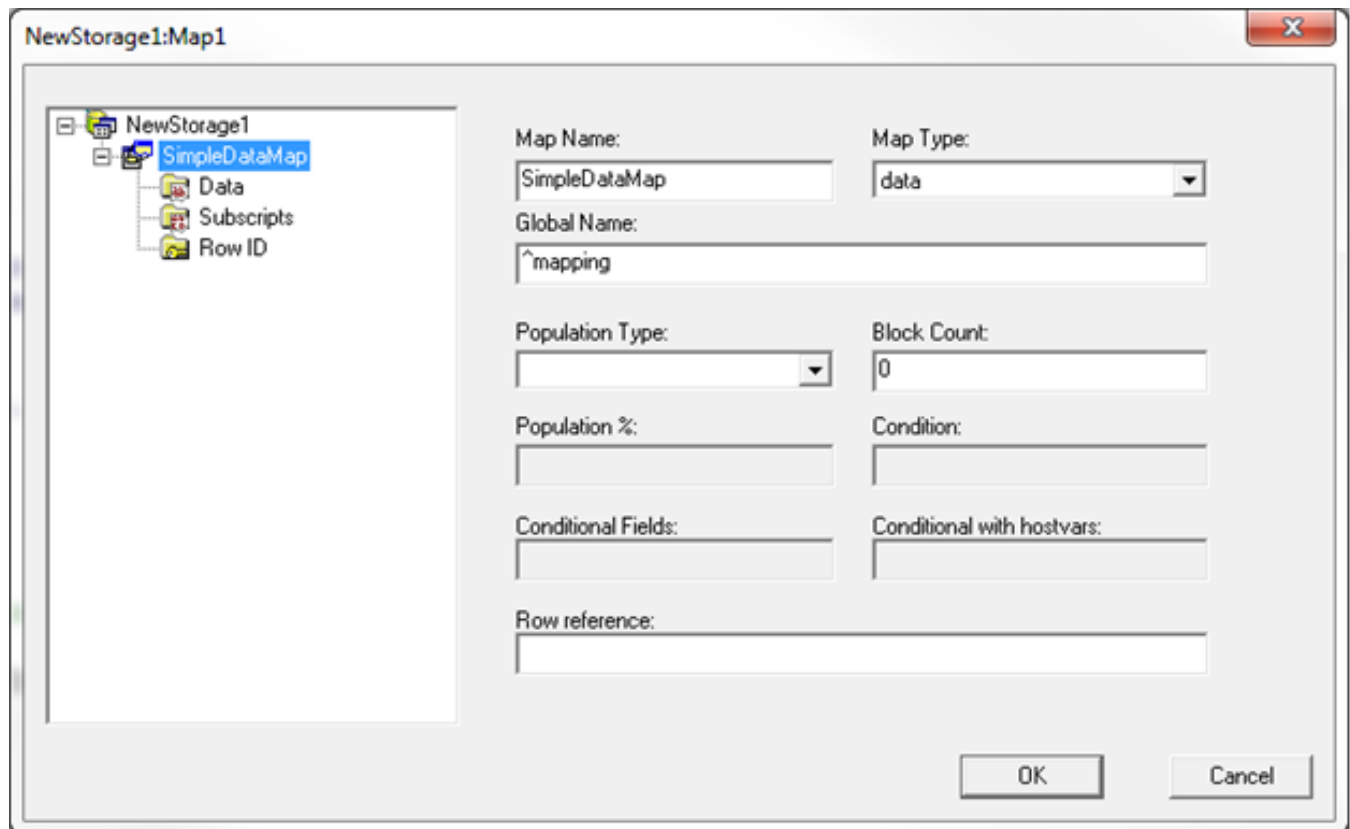 NewStorage1:Map1
NewStorage1
SimpleDataMap
Data
Subscripts
Row ID
Map Name:
Map Type:
SimpleDataMap
data
Global Name:
^mapping
Population Type:
Block Count:
0
Population %:
Condition:
Conditional Fields:
Conditional with hostvars:
Row reference:
OK
Cancel